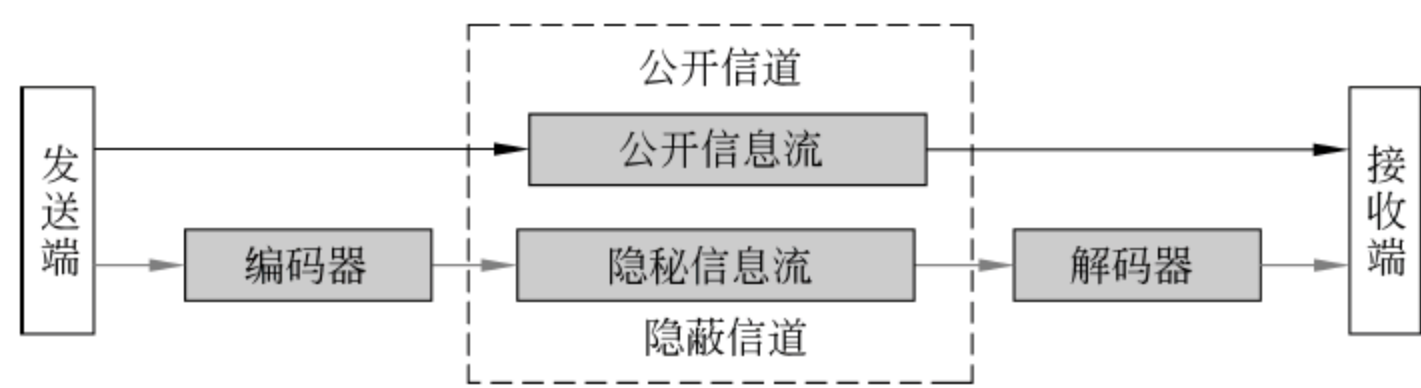 公开信道
发送端
公开信息流
接收端
编码器
隐秘信息流
解码器
隐蔽信道